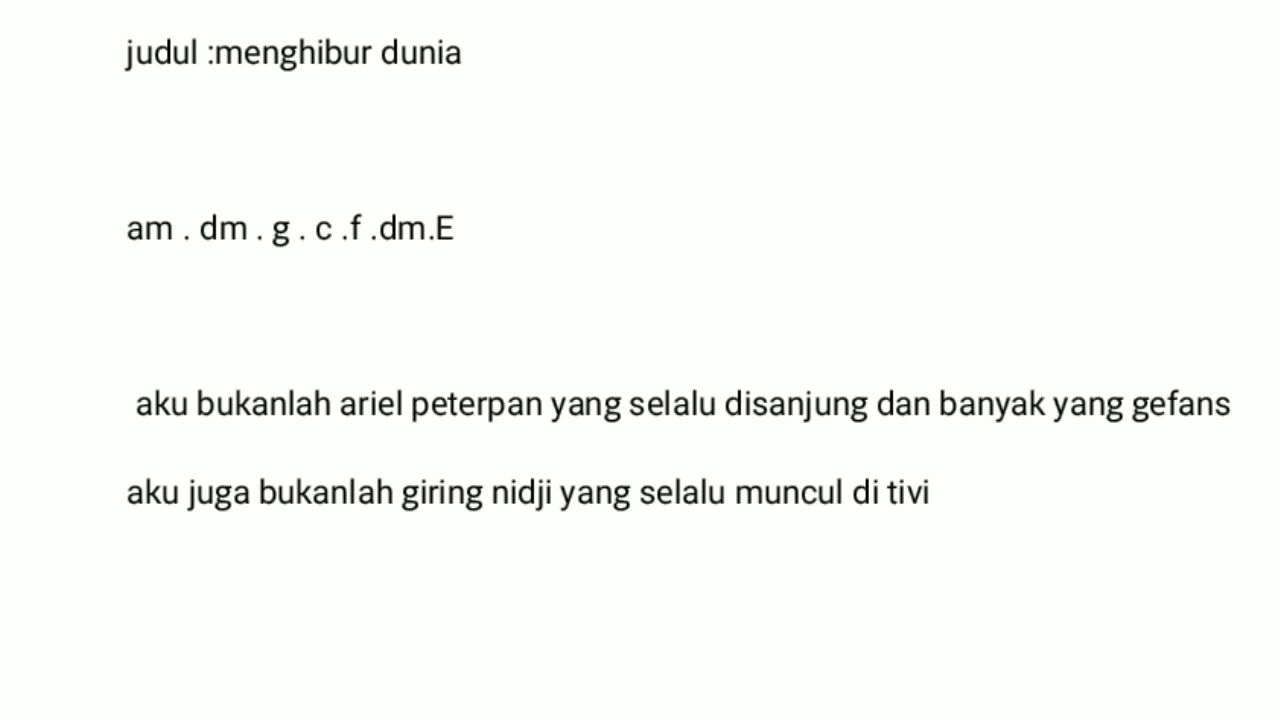 judul :menghibur dunia
am . dm . g . c .f .dm.E
aku bukanlah ariel peterpan yang selalu disanjung dan banyak yang gefans
aku juga bukanlah giring nidji yang selalu muncul di tivi